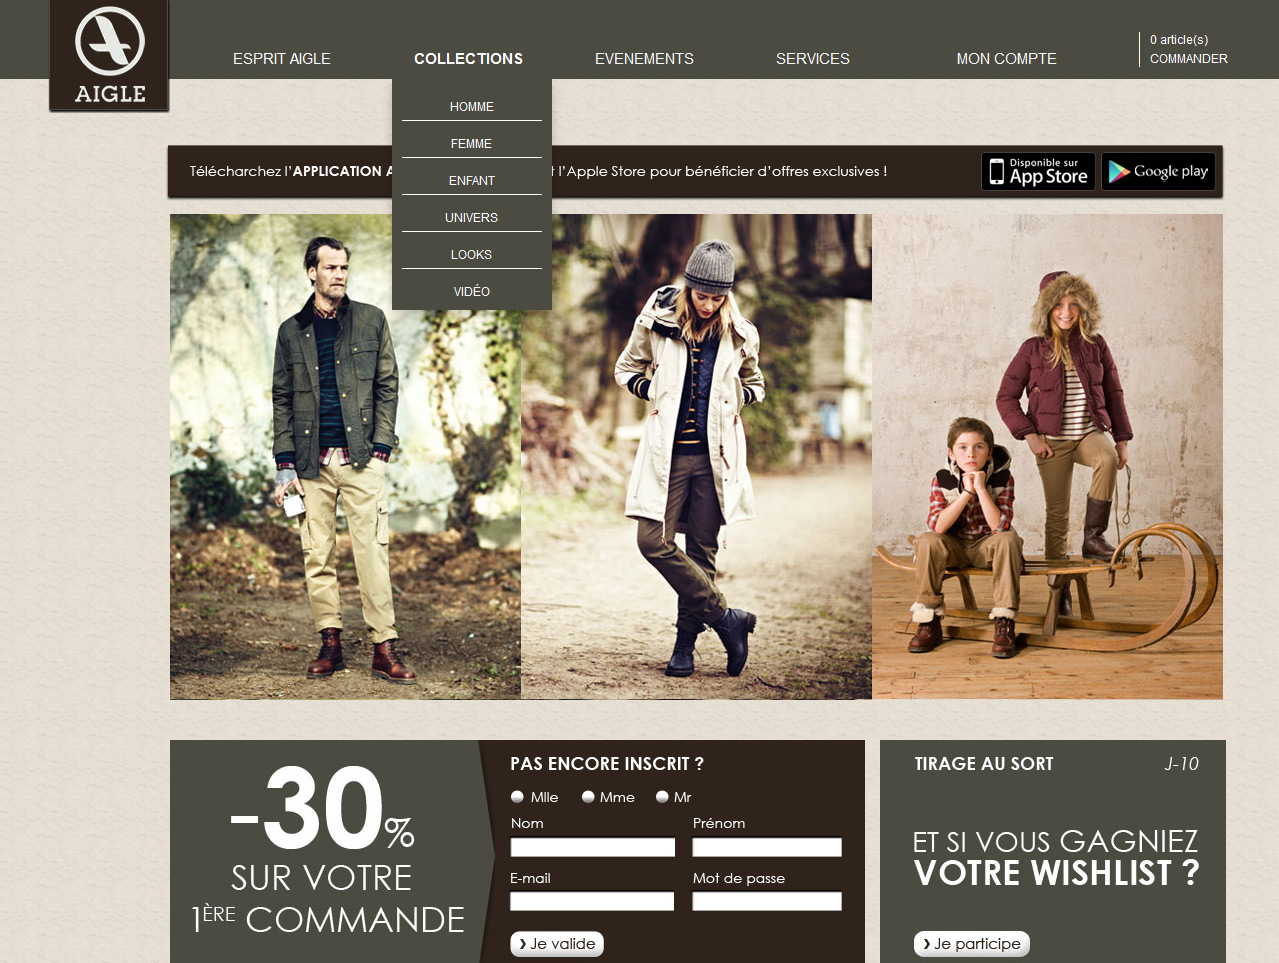 AIGLE
ESPRIT AIGLE
COLLECTIONS
EVENEMENTS
SERVICES
MON COMPTE
0 article(s)
COMMANDER
HOMME
FEMME
ENFANT
UNIVERS
LOOKS
VIDÉO
Télécharchez l'APPLICATION A l'Apple Store pour bénéficier d'offres exclusives !
Disponible sur
App Store
Google play
-30%
SUR VOTRE
1ÈRE COMMANDE
PAS ENCORE INSCRIT ?
Mlle Mme Mr
Nom Prénom
E-mail Mot de passe
Je valide
TIRAGE AU SORT J-10
ET SI VOUS GAGNIEZ
VOTRE WISHLIST ?
Je participe